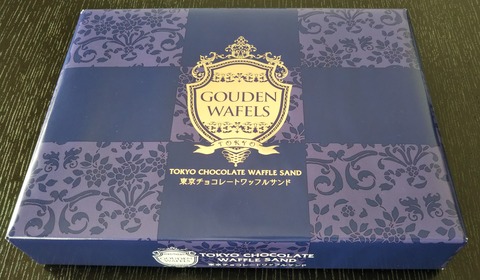 GOUDEN
WAFELS
TOKYO
TOKYO CHOCOLATE WAFFLE SAND
東京チョコレートワッフルサンド
GOUDEN
WAFELS
TOKYO CHOCOLATE
WAFFLE SAND
東京チョコレートワッフルサンド